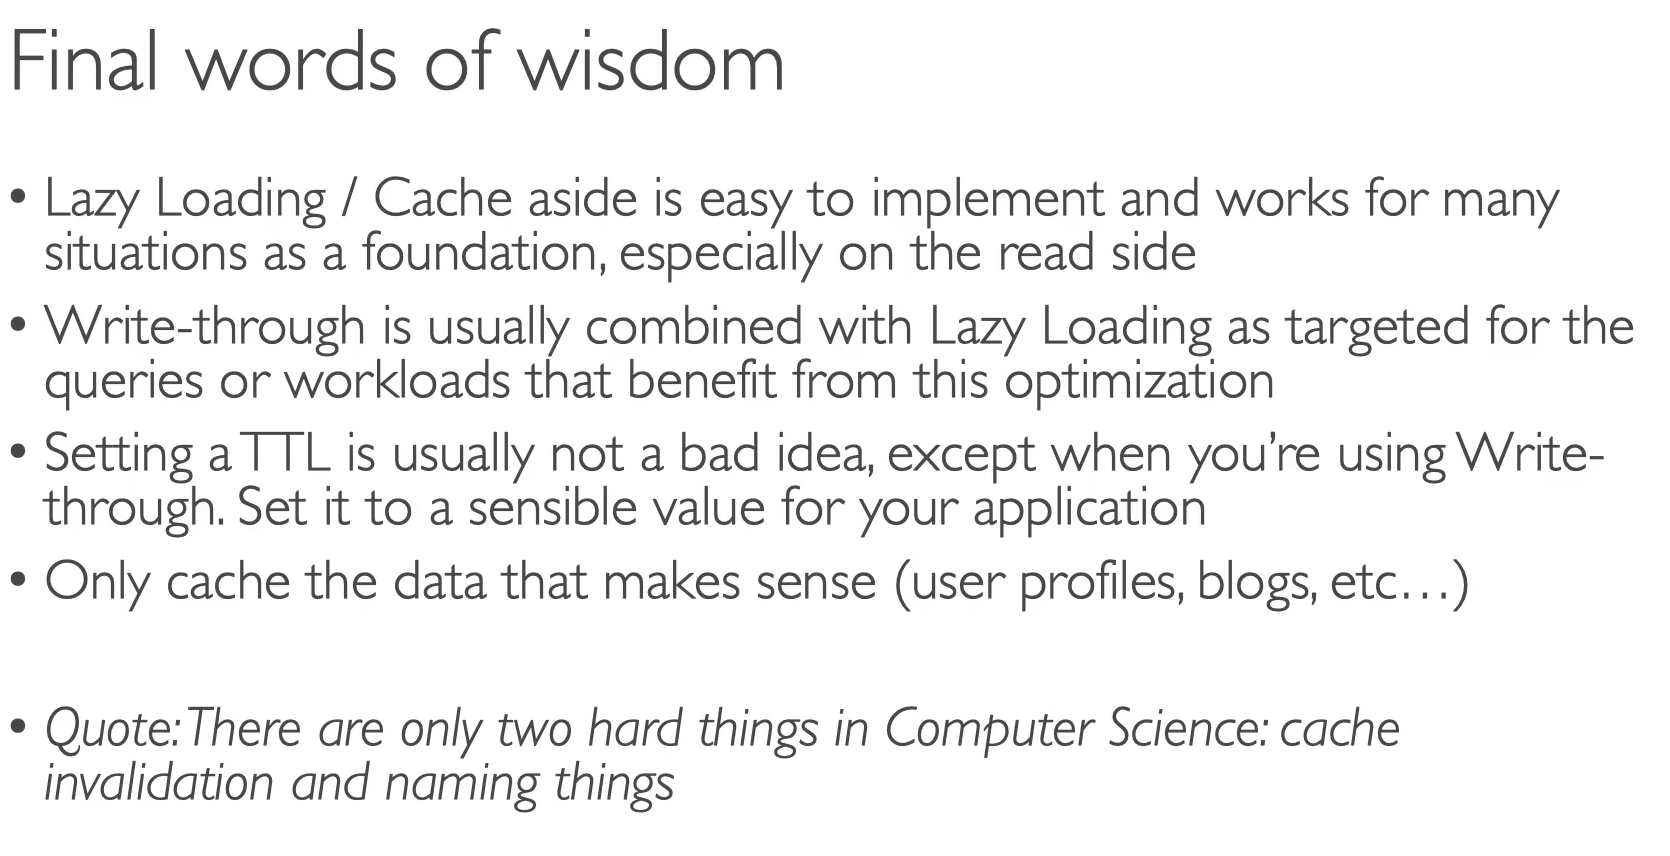 Final words of wisdom
• Lazy Loading / Cache aside is easy to implement and works for many
situations as a foundation, especially on the read side
• Write-through is usually combined with Lazy Loading as targeted for the
queries or workloads that benefit from this optimization
• Setting a TTL is usually not a bad idea, except when you’re using Write-
through. Set it to a sensible value for your application
• Only cache the data that makes sense (user profiles, blogs, etc…)
• Quote: There are only two hard things in Computer Science: cache
invalidation and naming things